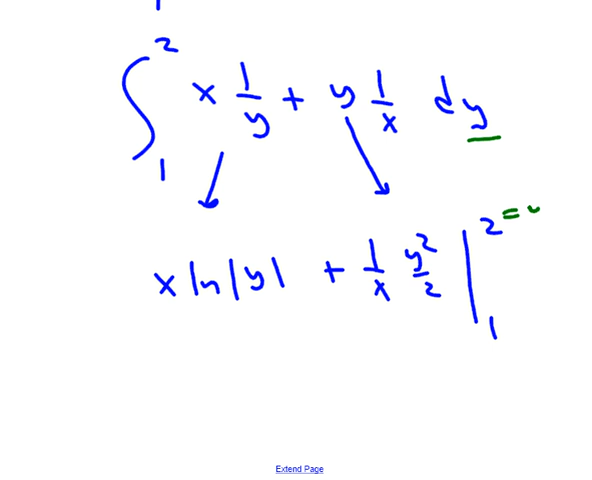 ∫₁² x 1/y + y 1/x dy
x ln|y| + 1/x y²/2 |₁² =
Extend Page